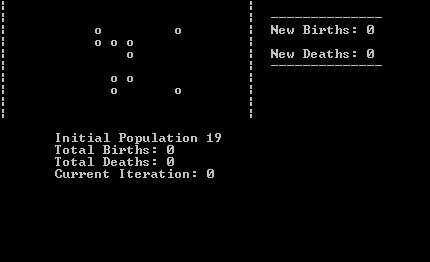 New Births: 0
New Deaths: 0
o o
o o o
o
o o
o o
Initial Population 19
Total Births: 0
Total Deaths: 0
Current Iteration: 0